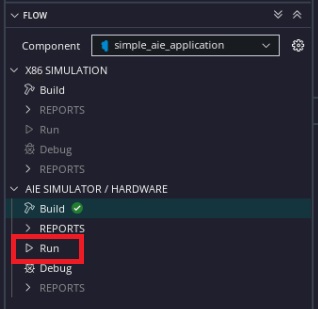 FLOW
Component simple_aie_application
X86 SIMULATION
Build
REPORTS
Run
Debug
REPORTS
AIE SIMULATOR / HARDWARE
Build
REPORTS
Run
Debug
REPORTS